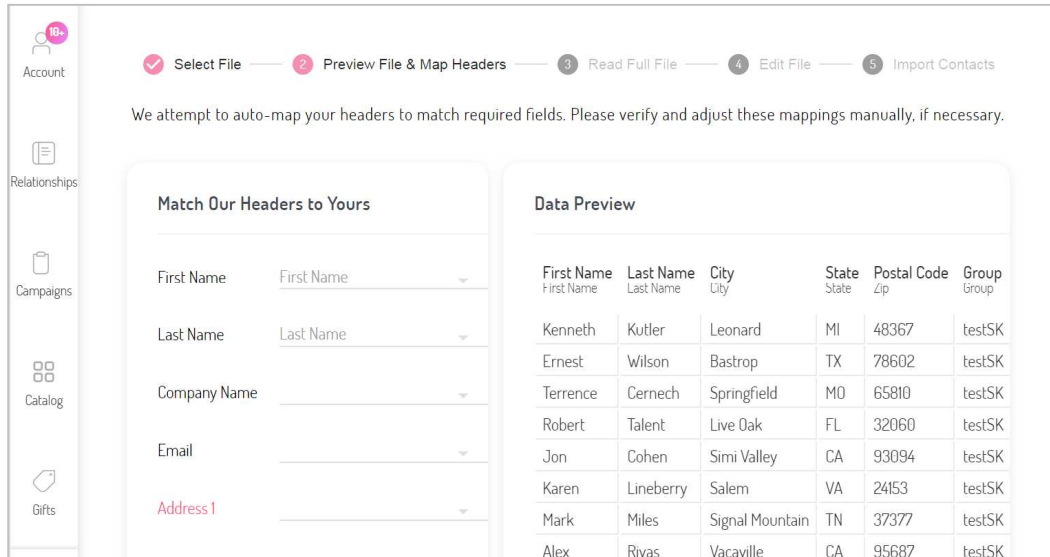 10+
Account
Relationships
Campaigns
Catalog
Gifts
Select File
2 Preview File & Map Headers
3 Read Full File
4 Edit File
5 Import Contacts
We attempt to auto-map your headers to match required fields. Please verify and adjust these mappings manually, if necessary.
Match Our Headers to Yours
First Name First Name
Last Name Last Name
Company Name
Email
Address 1
Data Preview
First Name Last Name City State Postal Code Group
First Name Last Name City State Zip Group
Kenneth Kutler Leonard MI 48367 testSK
Ernest Wilson Bastrop TX 78602 testSK
Terrence Cernech Springfield MO 65810 testSK
Robert Talent Live Oak FL 32060 testSK
Jon Cohen Simi Valley CA 93094 testSK
Karen Lineberry Salem VA 24153 testSK
Mark Miles Signal Mountain TN 37377 testSK
Alex Rivas Vacaville CA 95687 testSK